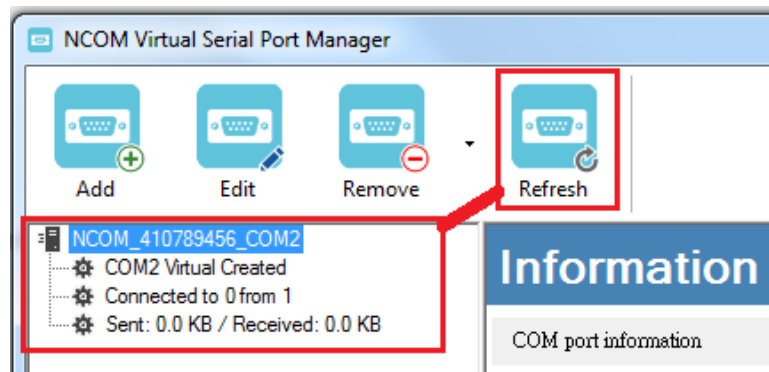 NCOM Virtual Serial Port Manager
Add Edit Remove Refresh
NCOM_410789456_COM2
COM2 Virtual Created
Connected to 0 from 1
Sent: 0.0 KB / Received: 0.0 KB
Information
COM port information